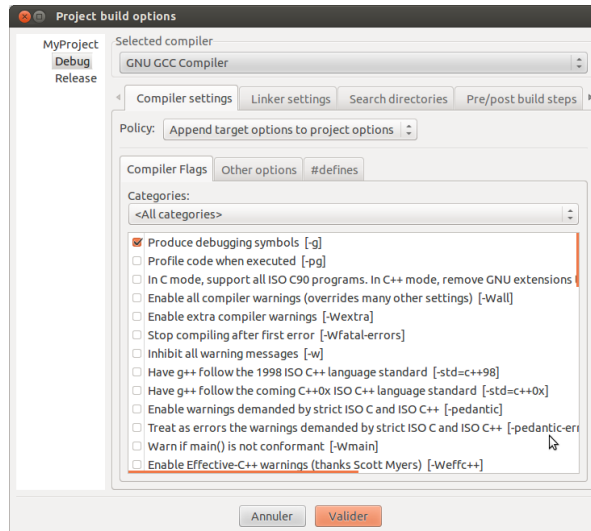 Project build options
MyProject
Debug
Release
Selected compiler
GNU GCC Compiler
Compiler settings
Linker settings
Search directories
Pre/post build steps
Policy:
Append target options to project options
Compiler Flags
Other options
#defines
Categories:
<All categories>
Produce debugging symbols [-g]
Profile code when executed [-pg]
In C mode, support all ISO C90 programs. In C++ mode, remove GNU extensions
Enable all compiler warnings (overrides many other settings) [-Wall]
Enable extra compiler warnings [-Wextra]
Stop compiling after first error [-Wfatal-errors]
Inhibit all warning messages [-w]
Have g++ follow the 1998 ISO C++ language standard [-std=c++98]
Have g++ follow the coming C++0x ISO C++ language standard [-std=c++0x]
Enable warnings demanded by strict ISO C and ISO C++ [-pedantic]
Treat as errors the warnings demanded by strict ISO C and ISO C++ [-pedantic-err
Warn if main() is not conformant [-Wmain]
Enable Effective-C++ warnings (thanks Scott Myers) [-Weffc++]
Annuler
Valider